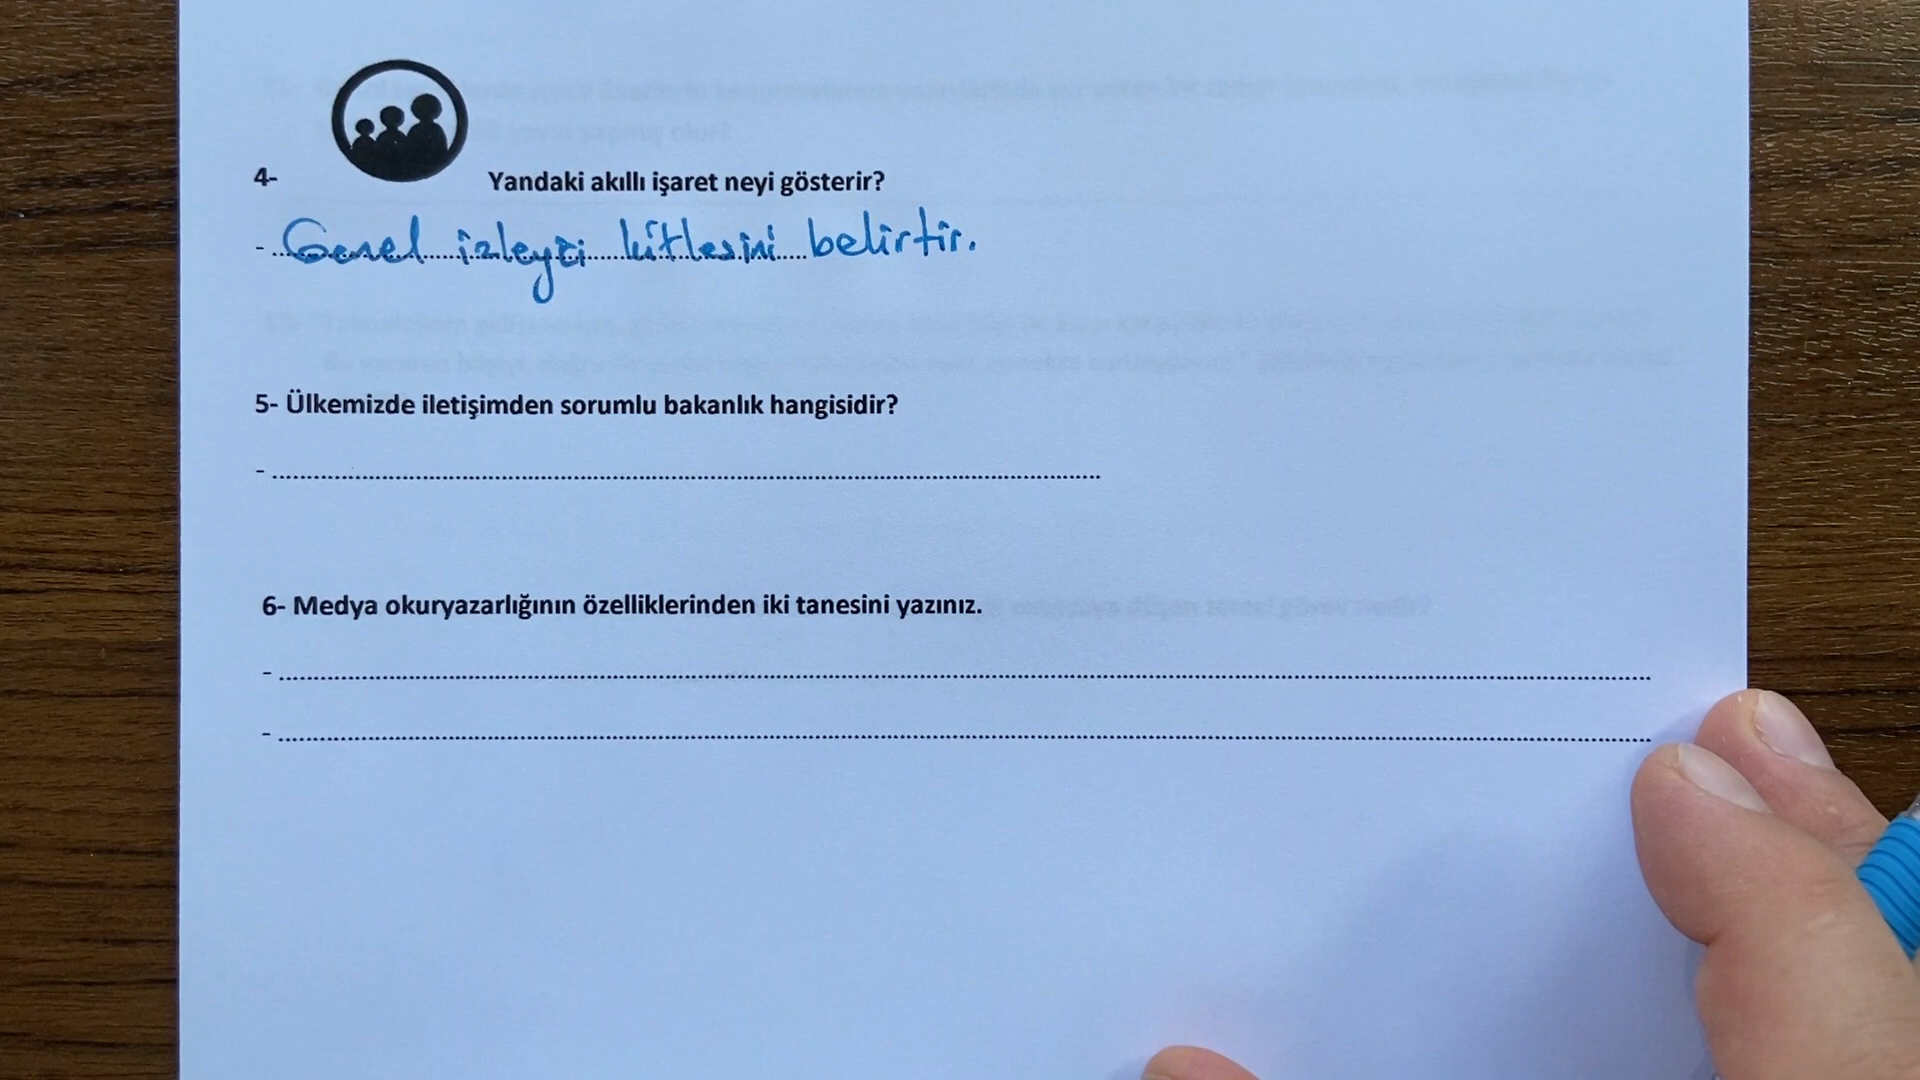 4- Yandaki akıllı işaret neyi gösterir?
- Genel izleyici kitlesini belirtir.
5- Ülkemizde iletişimden sorumlu bakanlık hangisidir?
-
6- Medya okuryazarlığının özelliklerinden iki tanesini yazınız.
-
-